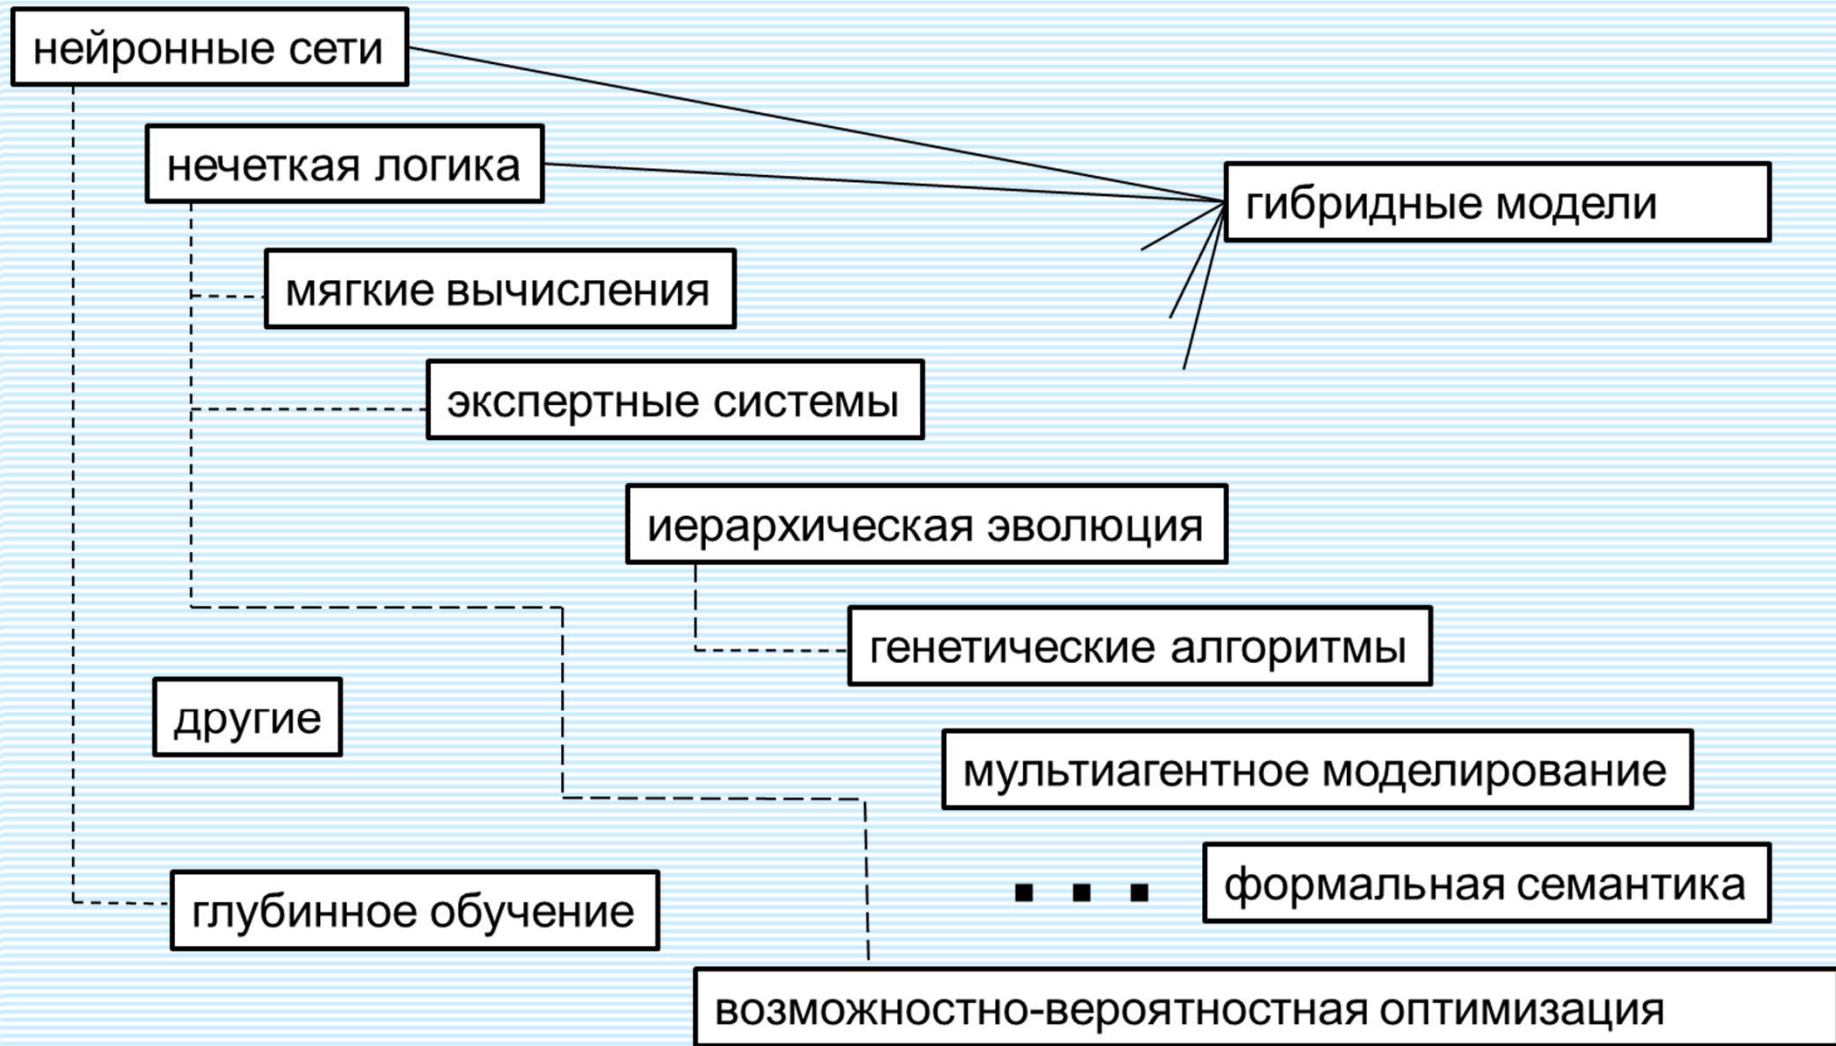 нейронные сети
нечеткая логика
гибридные модели
мягкие вычисления
экспертные системы
иерархическая эволюция
генетические алгоритмы
другие
мультиагентное моделирование
... формальная семантика
глубинное обучение
возможностно-вероятностная оптимизация